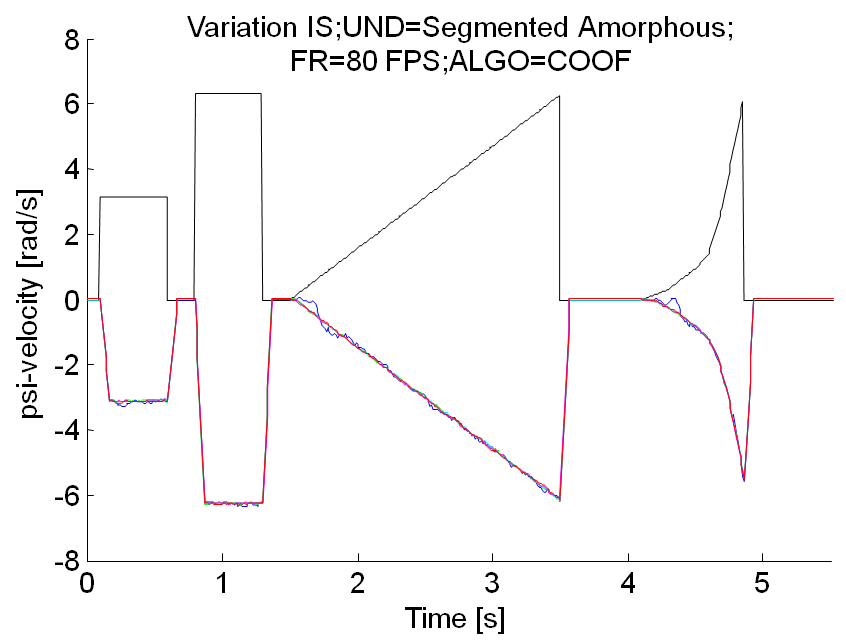 Variation IS;UND=Segmented Amorphous;
FR=80 FPS;ALGO=COOF
psi-velocity [rad/s]
8
6
4
2
0
-2
-4
-6
-8
0 1 2 3 4 5
Time [s]